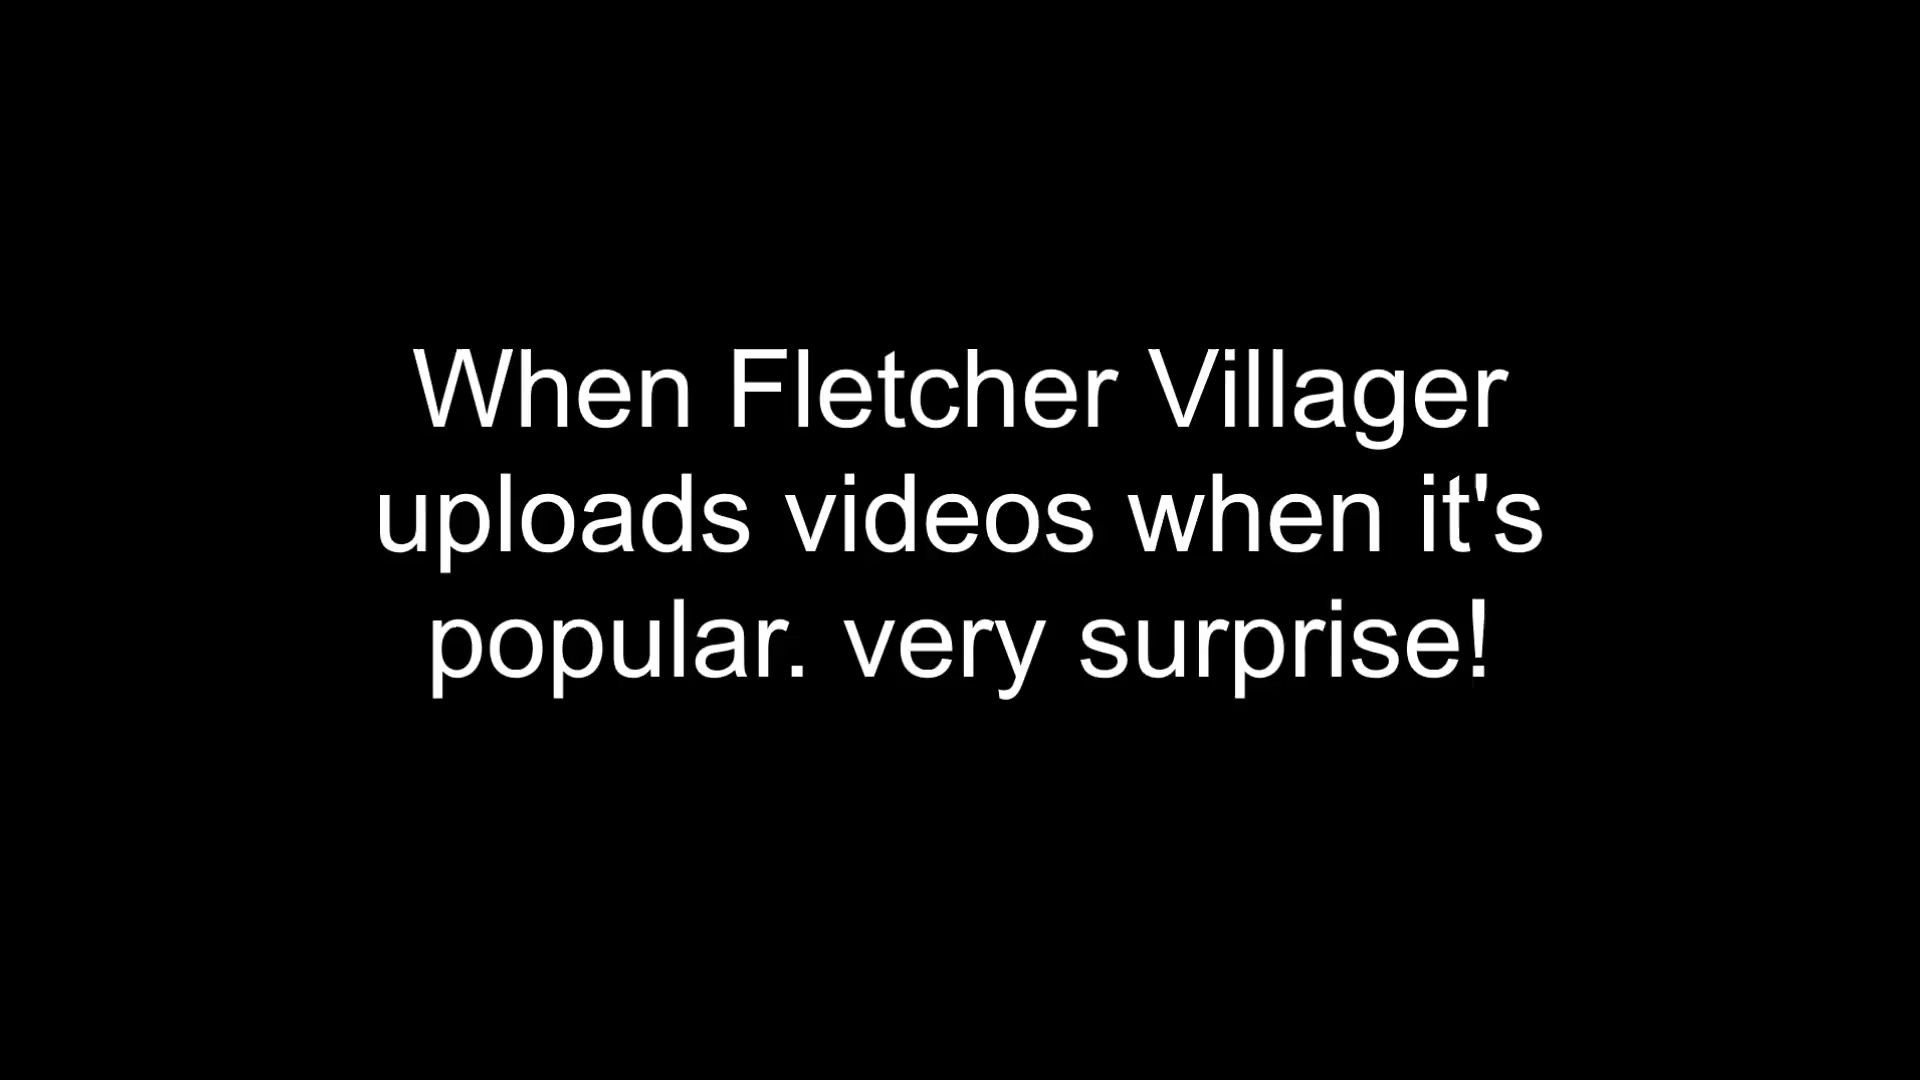 When Fletcher Villager
uploads videos when it's
popular. very surprise!